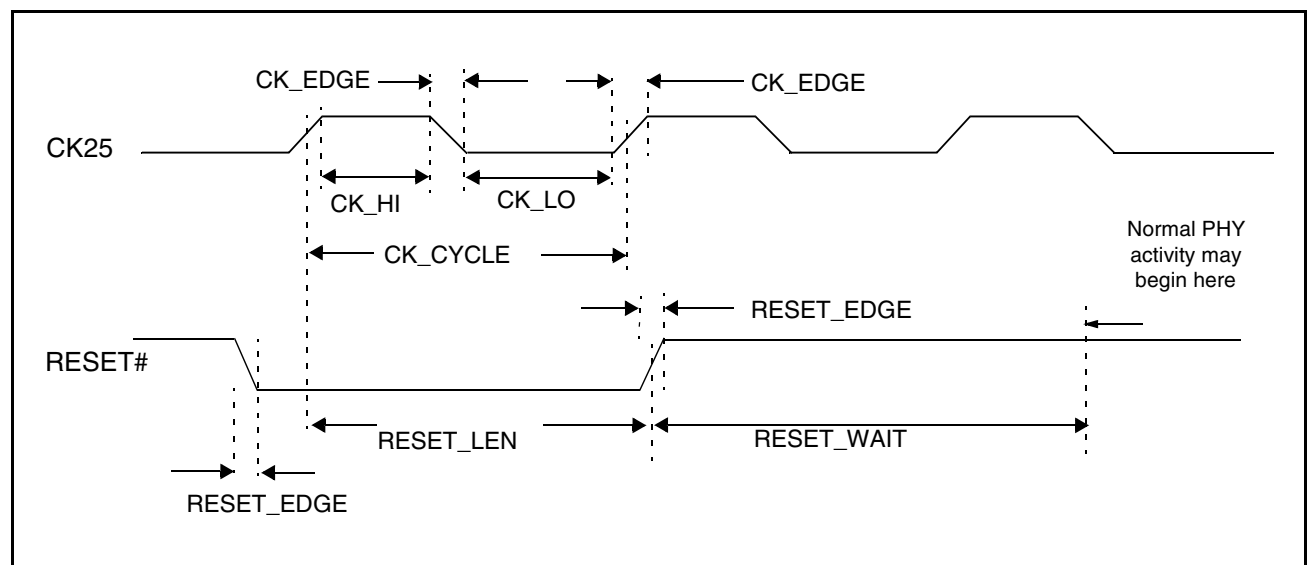 CK_EDGE
CK_EDGE
CK25
CK_HI
CK_LO
CK_CYCLE
Normal PHY
activity may
begin here
RESET_EDGE
RESET#
RESET_LEN
RESET_WAIT
RESET_EDGE